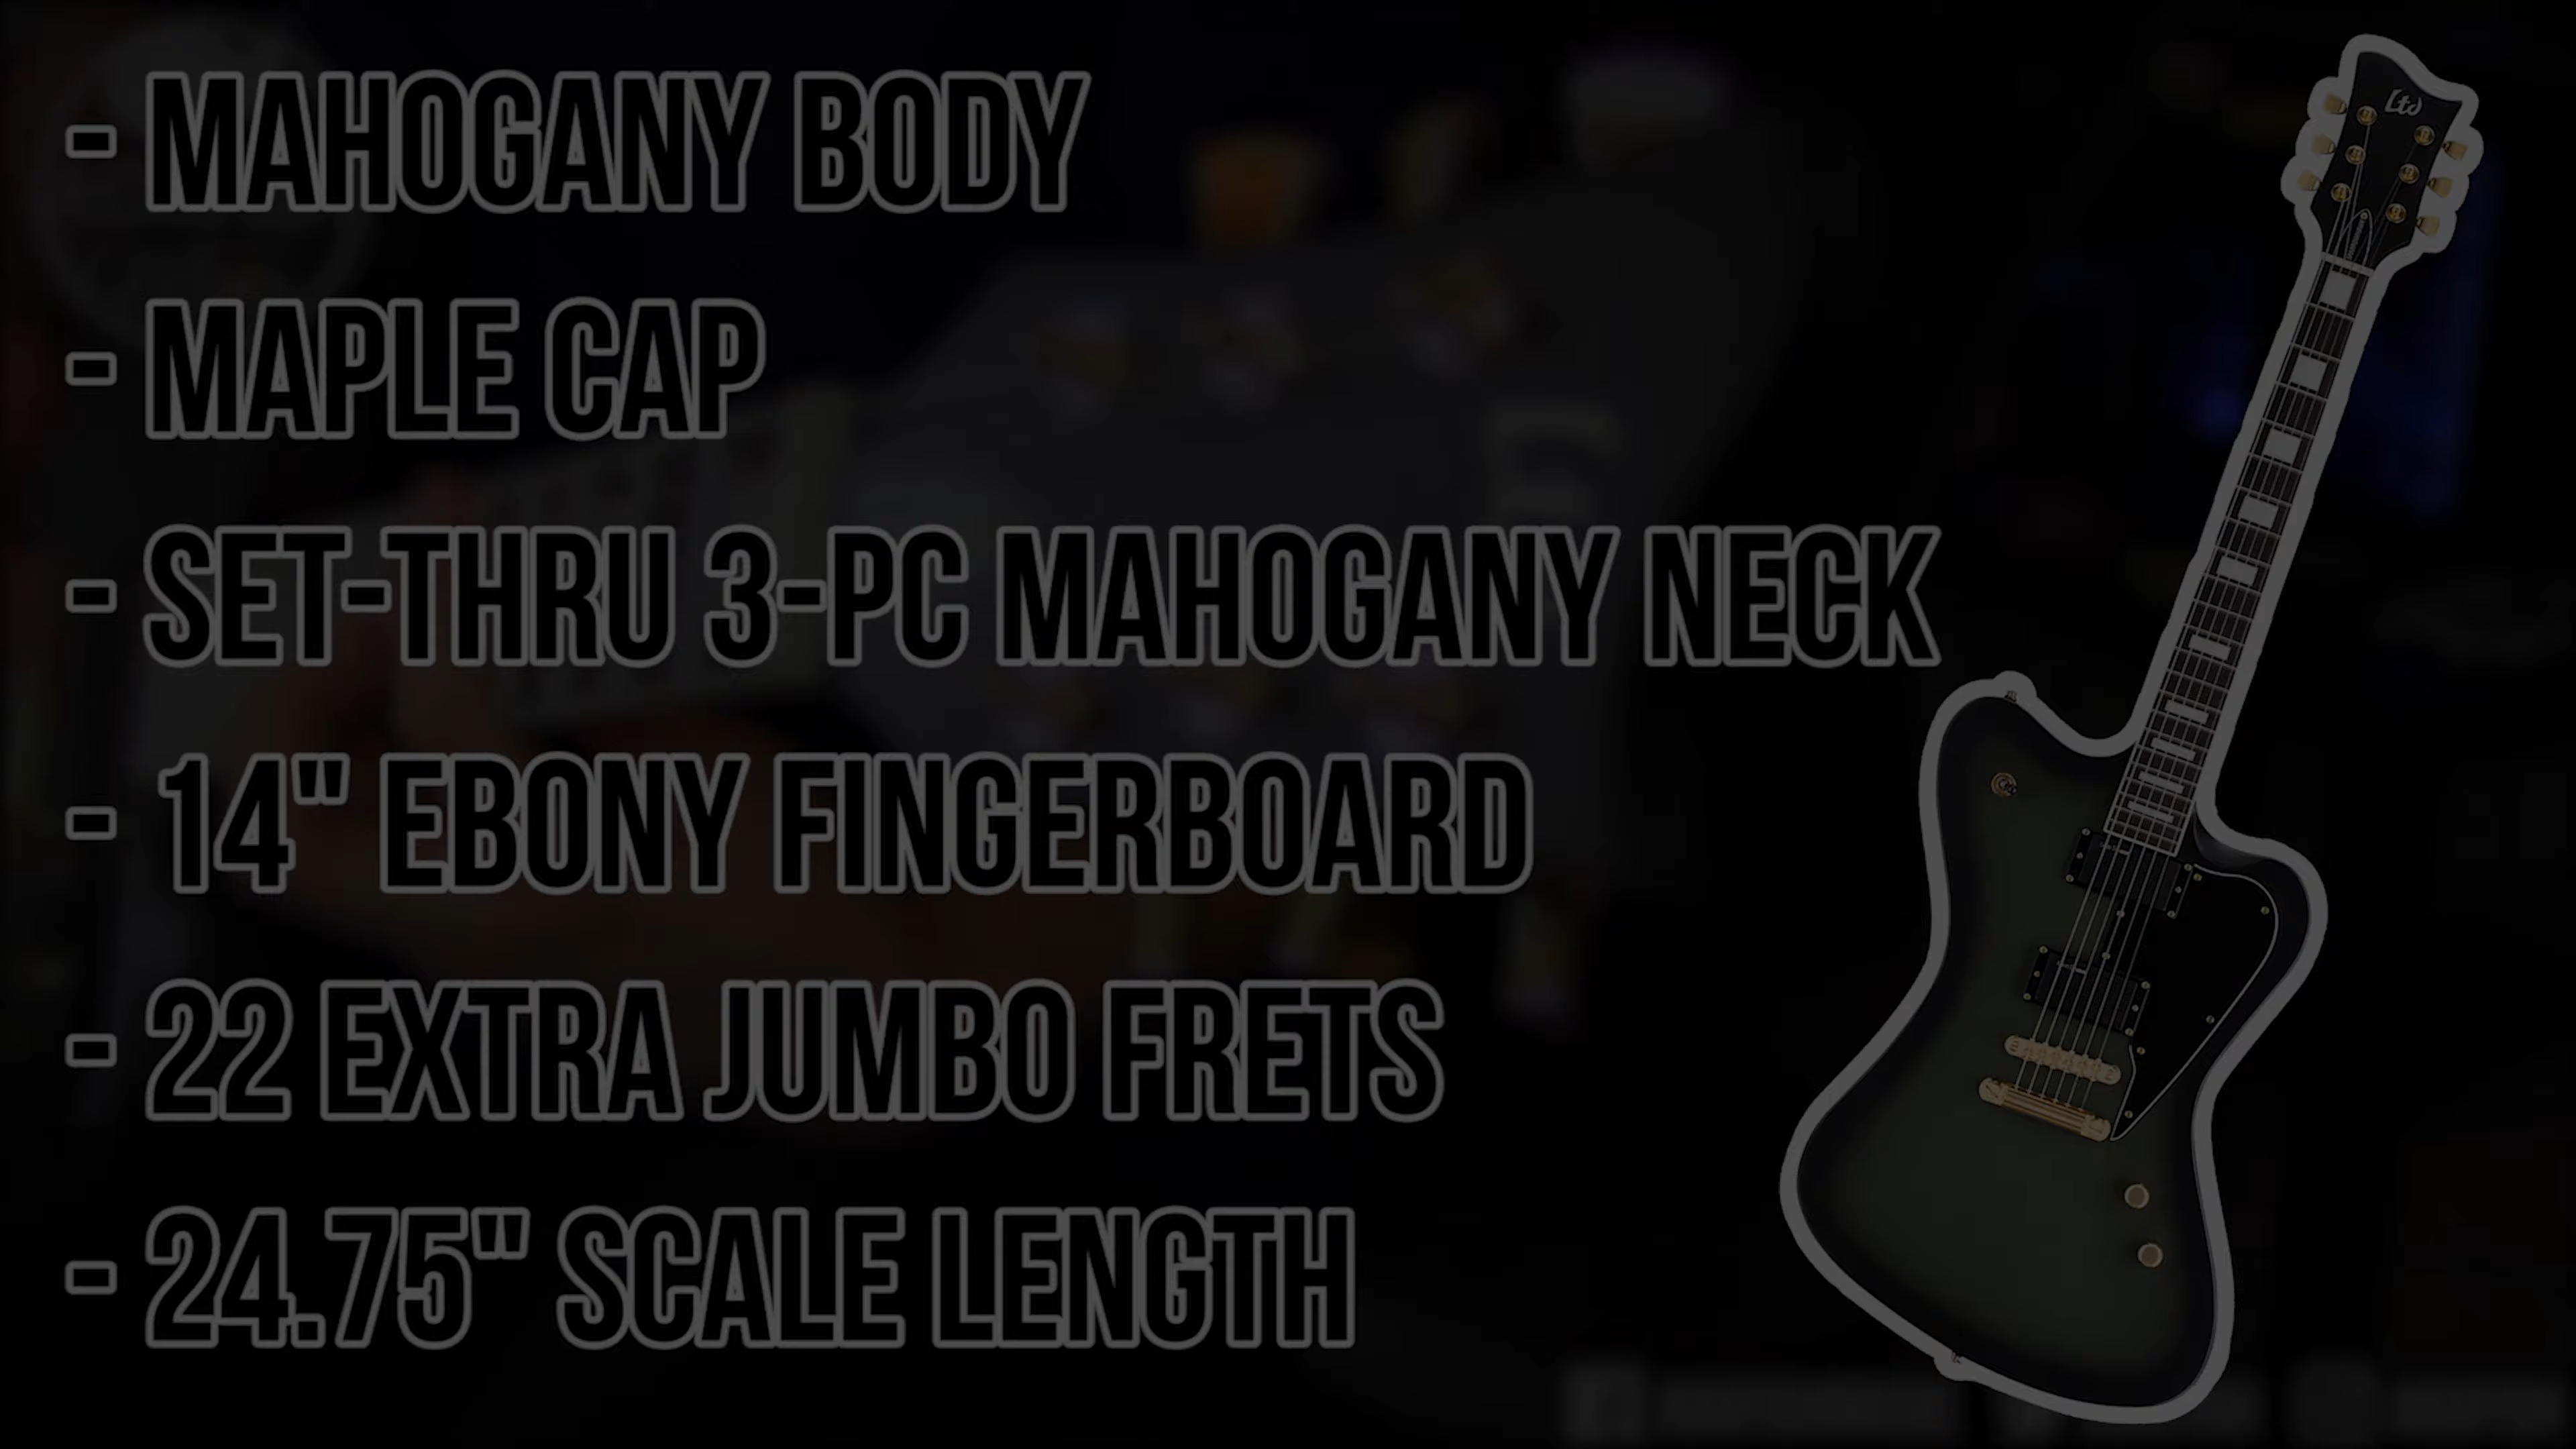 - MAHOGANY BODY
- MAPLE CAP
- SET-THRU 3-PC MAHOGANY NECK
- 14" EBONY FINGERBOARD
- 22 EXTRA JUMBO FRETS
- 24.75" SCALE LENGTH
Ltd